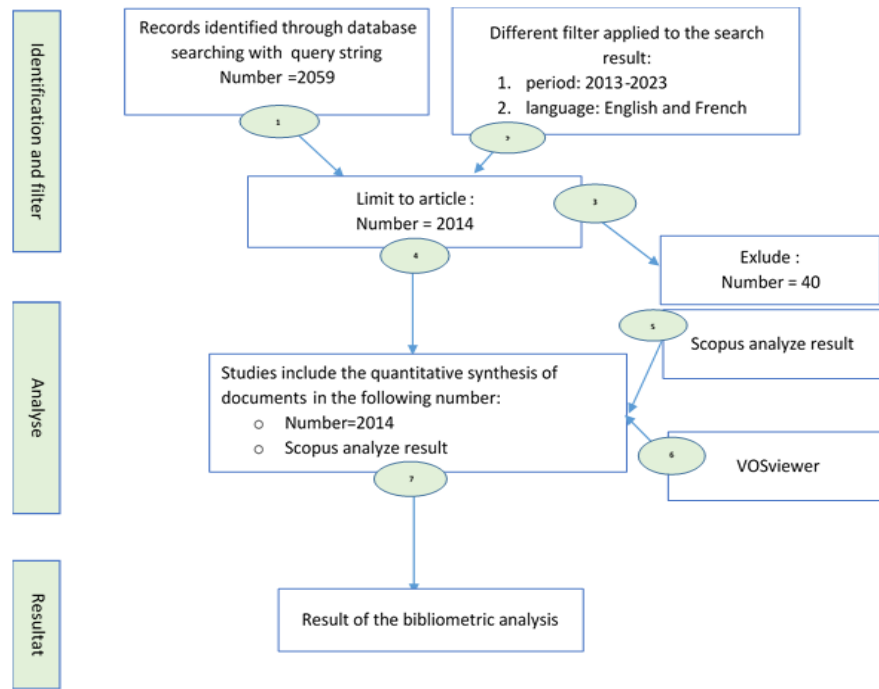 Identification and filter
Records identified through database
searching with query string
Number =2059
Different filter applied to the search
result:
1. period: 2013-2023
2. language: English and French
1
Limit to article :
Number = 2014
3
4
Exlude :
Number = 40
Analyse
5
Scopus analyze result
Studies include the quantitative synthesis of
documents in the following number:
o Number=2014
o Scopus analyze result
6
VOSviewer
7
Resultat
Result of the bibliometric analysis